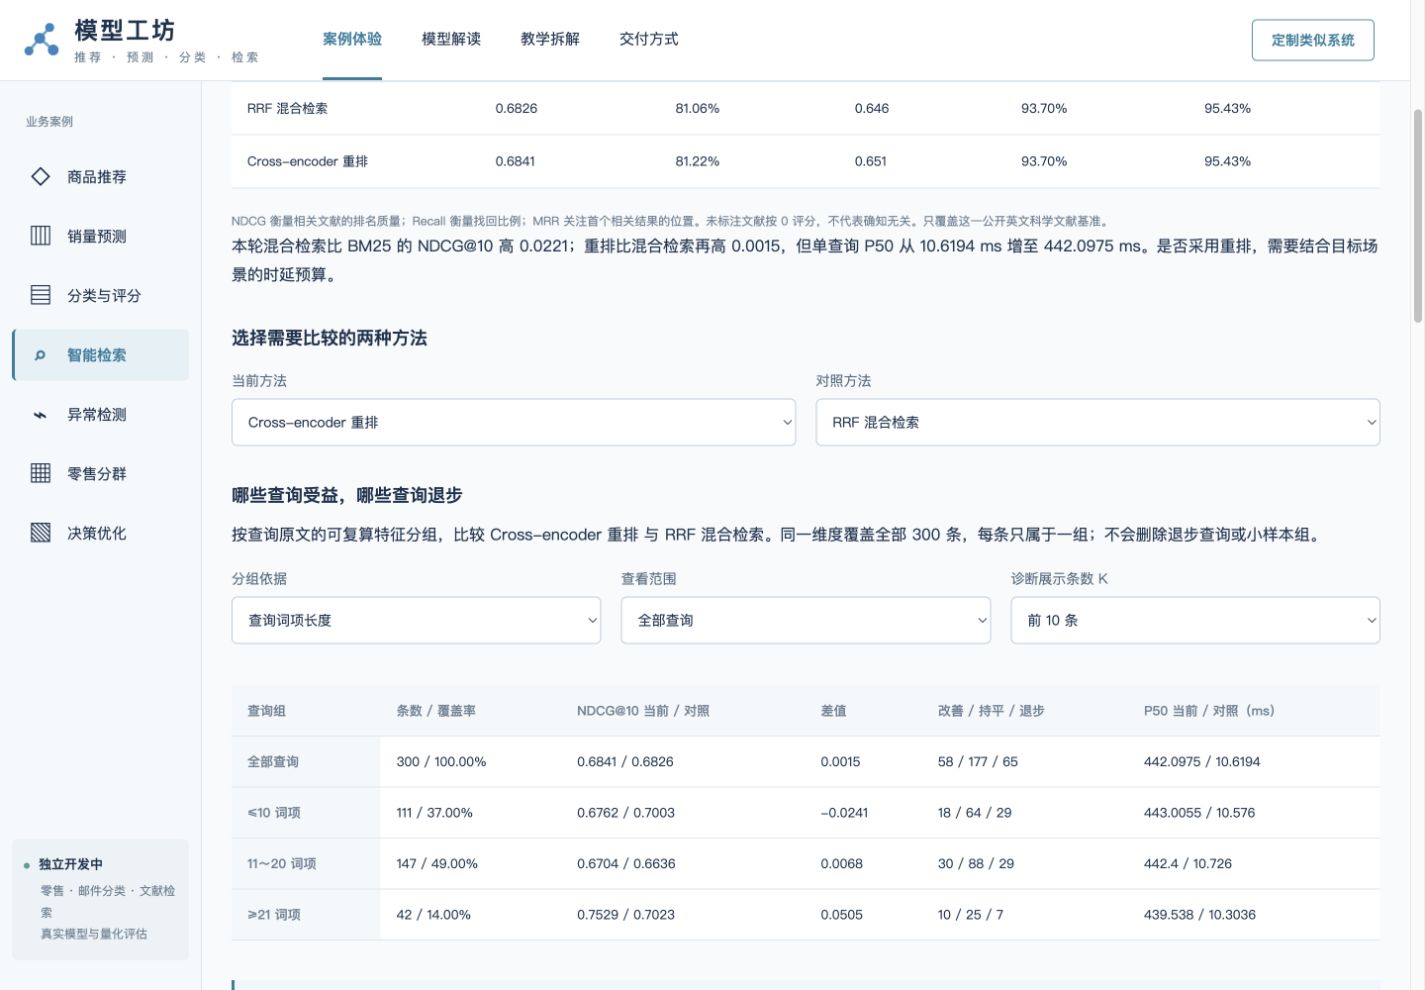 模型工坊
推荐 · 预测 · 分类 · 检索
案例体验 模型解读 教学拆解 交付方式
定制类似系统
业务案例
商品推荐
销量预测
分类与评分
智能检索
异常检测
零售分群
决策优化
独立开发中
零售 · 邮件分类 · 文献检
索
真实模型与量化评估
RRF 混合检索 0.6826 81.06% 0.646 93.70% 95.43%
Cross-encoder 重排 0.6841 81.22% 0.651 93.70% 95.43%
NDCG 衡量相关文献的排名质量；Recall 衡量找回比例；MRR 关注首个相关结果的位置。未标注文献按 0 评分，不代表确知无关。只覆盖这一公开英文科学文献基准。
本轮混合检索比 BM25 的 NDCG@10 高 0.0221；重排比混合检索再高 0.0015，但单查询 P50 从 10.6194 ms 增至 442.0975 ms。是否采用重排，需要结合目标场
景的时延预算。
选择需要比较的两种方法
当前方法 对照方法
Cross-encoder 重排 RRF 混合检索
哪些查询受益，哪些查询退步
按查询原文的可复算特征分组，比较 Cross-encoder 重排 与 RRF 混合检索。同一维度覆盖全部 300 条，每条只属于一组；不会删除退步查询或小样本组。
分组依据 查看范围 诊断展示条数 K
查询词项长度 全部查询 前 10 条
查询组 条数 / 覆盖率 NDCG@10 当前 / 对照 差值 改善 / 持平 / 退步 P50 当前 / 对照（ms）
全部查询 300 / 100.00% 0.6841 / 0.6826 0.0015 58 / 177 / 65 442.0975 / 10.6194
≤10 词项 111 / 37.00% 0.6762 / 0.7003 -0.0241 18 / 64 / 29 443.0055 / 10.576
11～20 词项 147 / 49.00% 0.6704 / 0.6636 0.0068 30 / 88 / 29 442.4 / 10.726
≥21 词项 42 / 14.00% 0.7529 / 0.7023 0.0505 10 / 25 / 7 439.538 / 10.3036